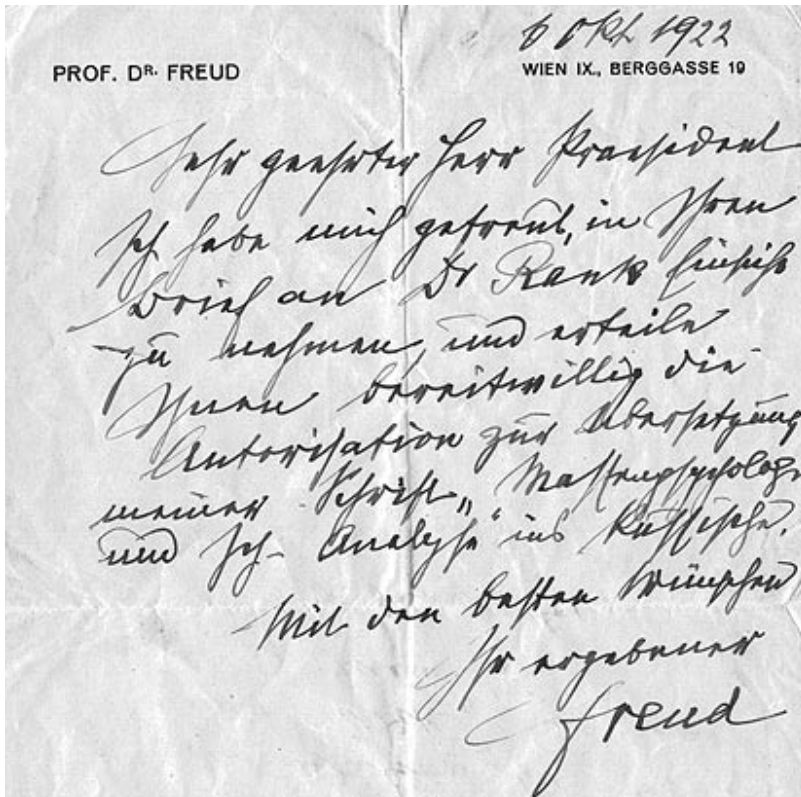 6 Okt 1922
PROF. DR. FREUD
WIEN IX., BERGGASSE 19
Sehr geehrter Herr Praesident
Ich habe mich gefreut, in Ihren
Brief an Dr Rank Einsicht
zu nehmen, und erteile
Ihnen bereitwillig die
Autorisation zur Übersetzung
meiner Schrift „Massenpsycholog
und Ich-Analyse“ ins Russische.
Mit den besten Wünschen
Ihr ergebener
Freud